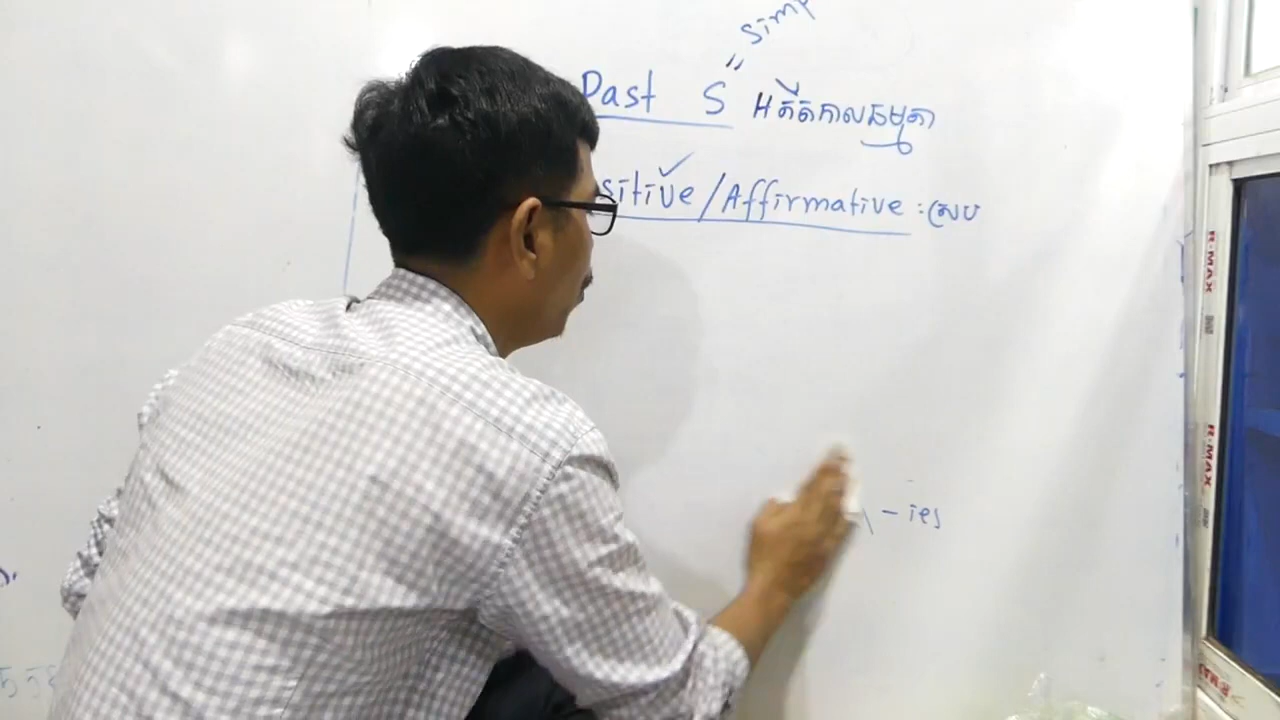 "Simp
Past S អតីតកាលធម្មតា
sitive / Affirmative : ស្រប
- ies
R-MAX
R-MAX
R-MA